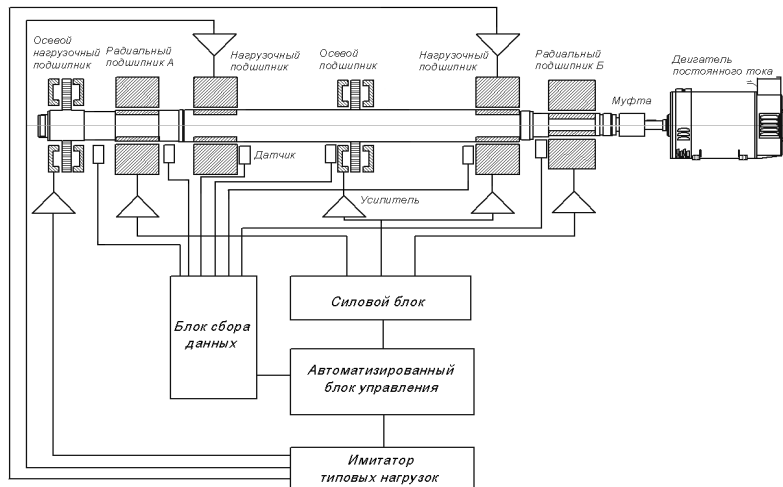 Осевой
нагрузочный
подшипник
Радиальный
подшипник А
Нагрузочный
подшипник
Осевой
подшипник
Нагрузочный
подшипник
Радиальный
подшипник Б
Двигатель
постоянного тока
Муфта
Датчик
Усилитель
Силовой блок
Блок сбора
данных
Автоматизированный
блок управления
Имитатор
типовых нагрузок